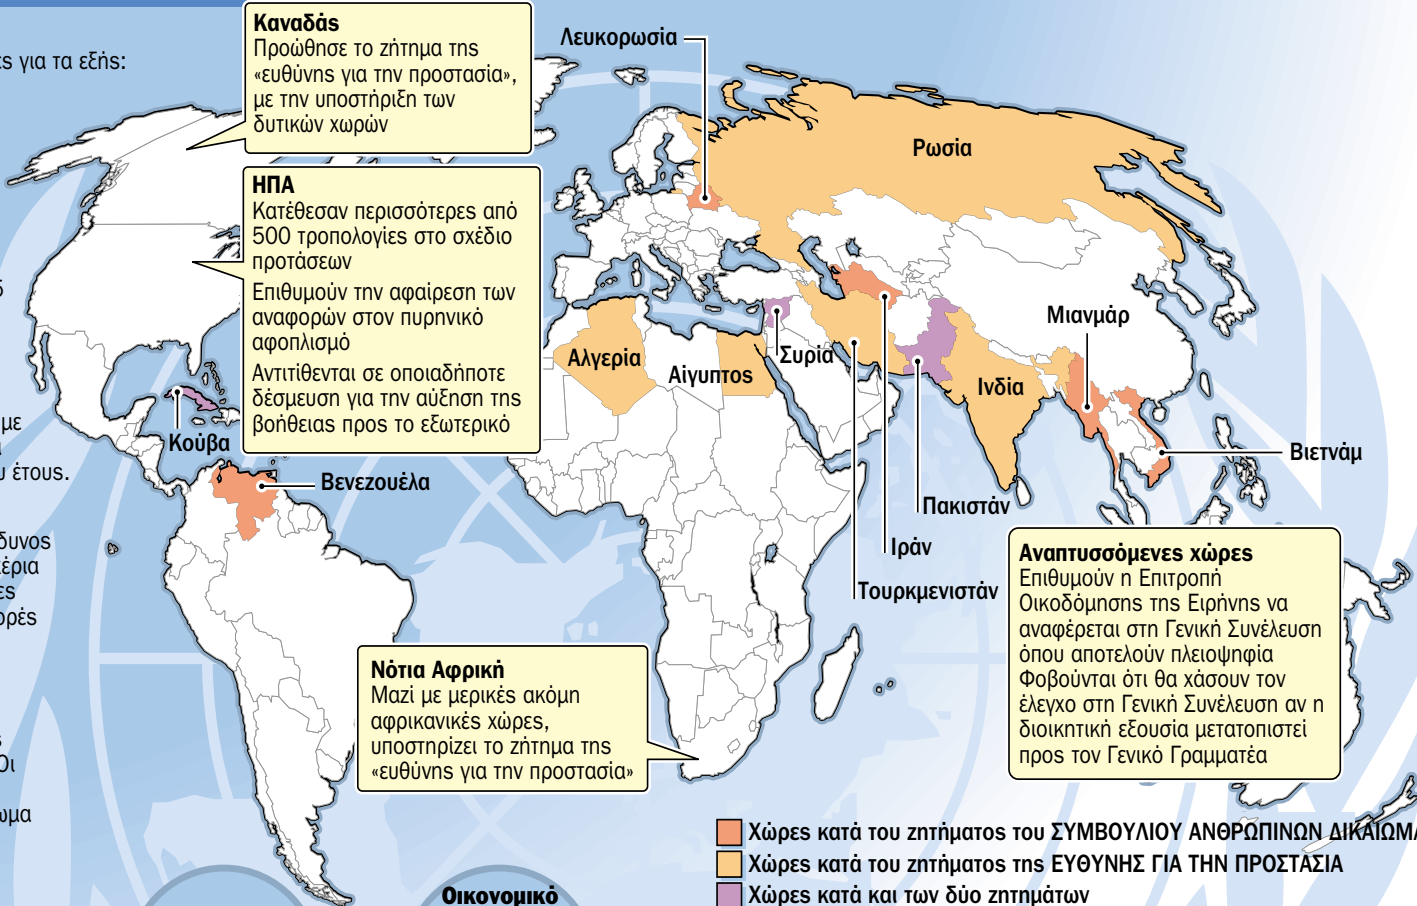 ες για τα εξής:
5
με
υ έτους.
δυνος
έρια
ες
ορές
ς
Οι
ωμα
Καναδάς
Προώθησε το ζήτημα της
«ευθύνης για την προστασία»,
με την υποστήριξη των
δυτικών χωρών
ΗΠΑ
Κατέθεσαν περισσότερες από
500 τροπολογίες στο σχέδιο
προτάσεων
Επιθυμούν την αφαίρεση των
αναφορών στον πυρηνικό
αφοπλισμό
Αντιτίθενται σε οποιαδήποτε
δέσμευση για την αύξηση της
βοήθειας προς το εξωτερικό
Λευκορωσία
Ρωσία
Μιανμάρ
Συρία
Αλγερία
Αίγυπτος
Ινδία
Κούβα
Βενεζουέλα
Βιετνάμ
Πακιστάν
Ιράν
Τουρκμενιστάν
Νότια Αφρική
Μαζί με μερικές ακόμη
αφρικανικές χώρες,
υποστηρίζει το ζήτημα της
«ευθύνης για την προστασία»
Αναπτυσσόμενες χώρες
Επιθυμούν η Επιτροπή
Οικοδόμησης της Ειρήνης να
αναφέρεται στη Γενική Συνέλευση
όπου αποτελούν πλειοψηφία
Φοβούνται ότι θα χάσουν τον
έλεγχο στη Γενική Συνέλευση αν η
διοικητική εξουσία μετατοπιστεί
προς τον Γενικό Γραμματέα
Χώρες κατά του ζητήματος του ΣΥΜΒΟΥΛΙΟΥ ΑΝΘΡΩΠΙΝΩΝ ΔΙΚΑΙΩΜΑ
Χώρες κατά του ζητήματος της ΕΥΘΥΝΗΣ ΓΙΑ ΤΗΝ ΠΡΟΣΤΑΣΙΑ
Χώρες κατά και των δύο ζητημάτων
Οικονομικό